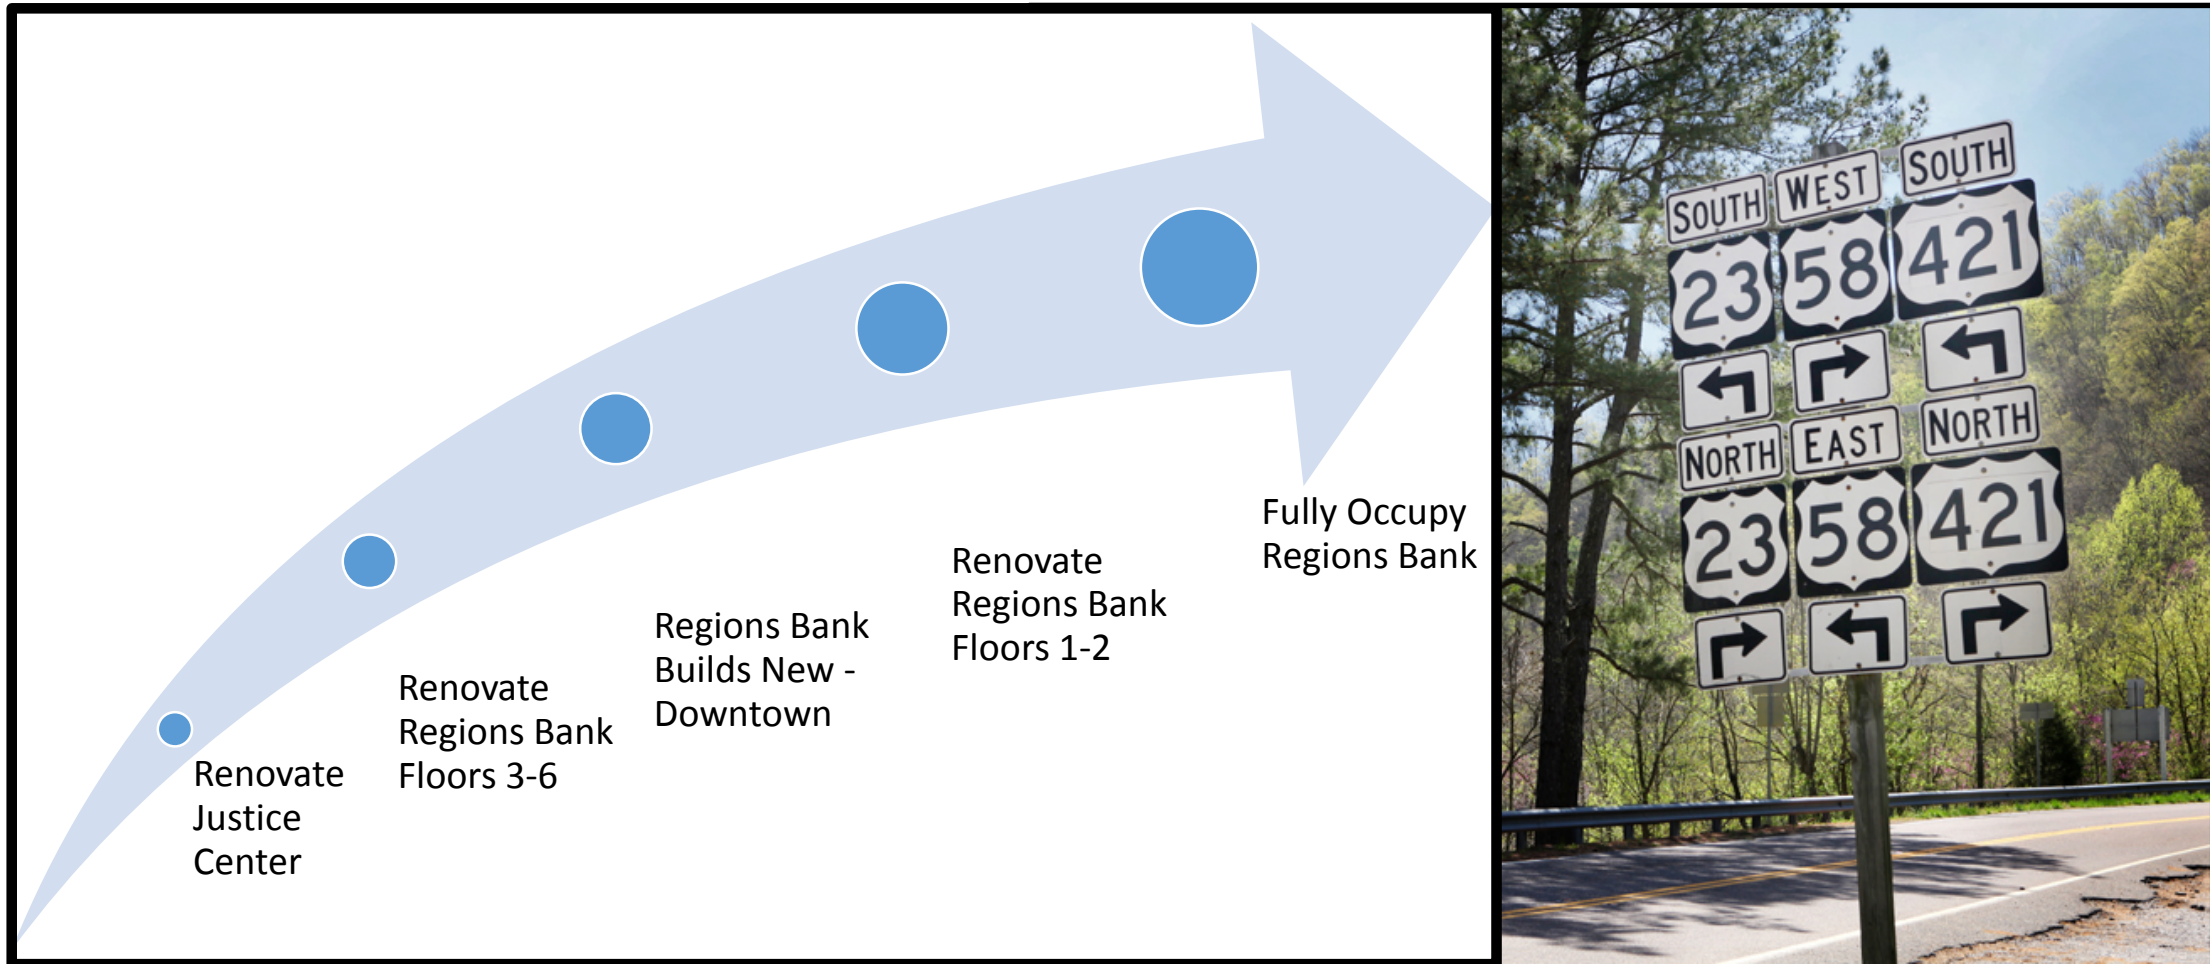 Renovate
Justice
Center
Renovate
Regions Bank
Floors 3-6
Regions Bank
Builds New -
Downtown
Renovate
Regions Bank
Floors 1-2
Fully Occupy
Regions Bank
SOUTH WEST SOUTH
23 58 421
NORTH EAST NORTH
23 58 421